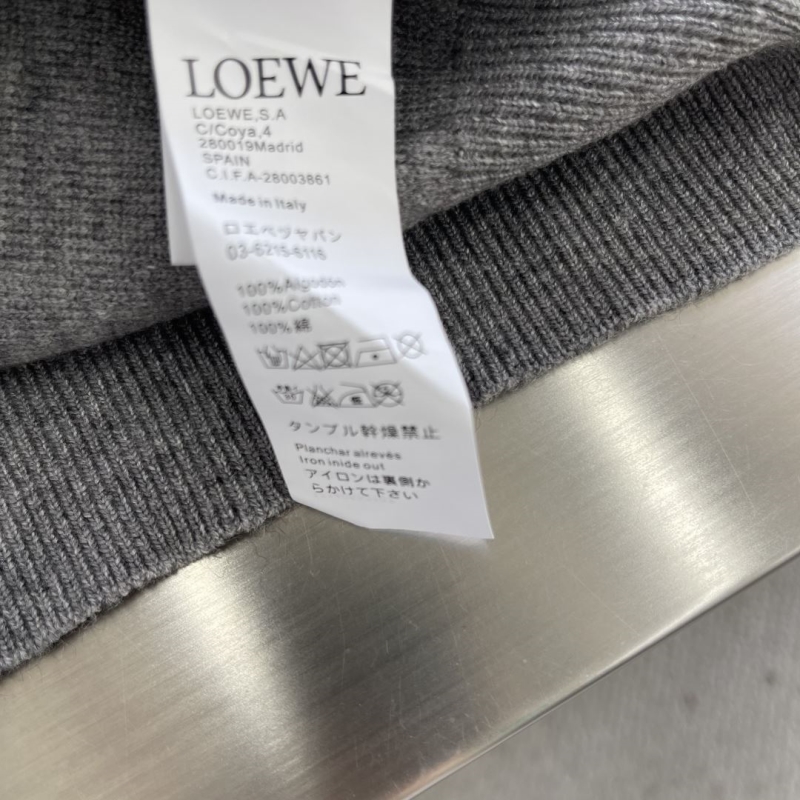 LOEWE
LOEWE,S.A
C/Coya,4
280019Madrid
SPAIN
C.I.F.A-28003861
Made in Italy
ロエベヅヤパン
03-6215-6116
100%Algodon
100%Cotton
100%綿
タンブル幹燥禁止
Planchar alrevés
Iron inide out
アイロンは裏側か
らかけて下さい